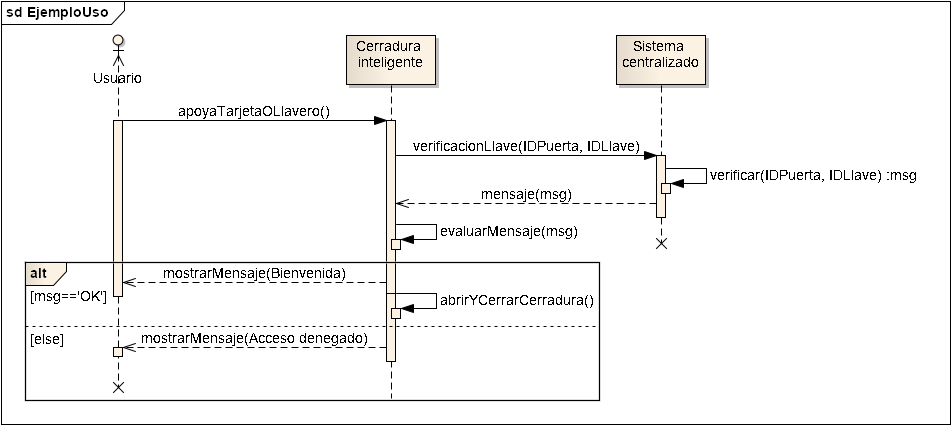 sd EjemploUso
Usuario
Cerradura
inteligente
Sistema
centralizado
apoyaTarjetaOLlavero()
verificacionLlave(IDPuerta, IDLlave)
verificar(IDPuerta, IDLlave) :msg
mensaje(msg)
evaluarMensaje(msg)
alt
mostrarMensaje(Bienvenida)
[msg=='OK']
abrirYCerrarCerradura()
[else]
mostrarMensaje(Acceso denegado)